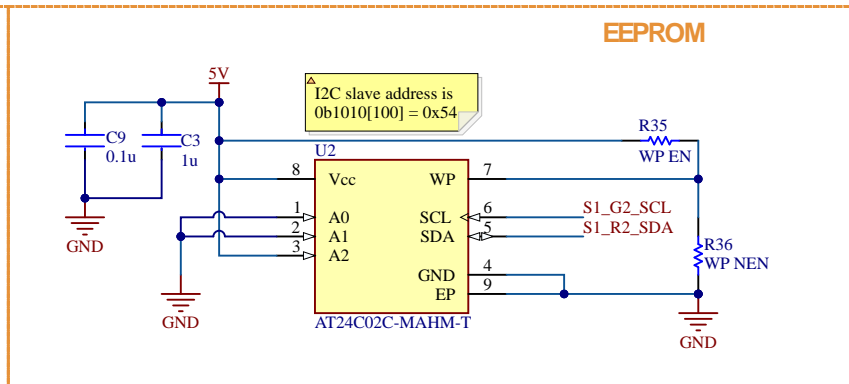 EEPROM
5V
I2C slave address is
0b1010[100] = 0x54
C9
0.1u
C3
1u
R35
WP EN
U2
8
Vcc
WP
7
1
A0
SCL
6
S1_G2_SCL
2
A1
SDA
5
S1_R2_SDA
3
A2
GND
R36
WP NEN
GND
4
EP
9
GND
AT24C02C-MAHM-T
GND